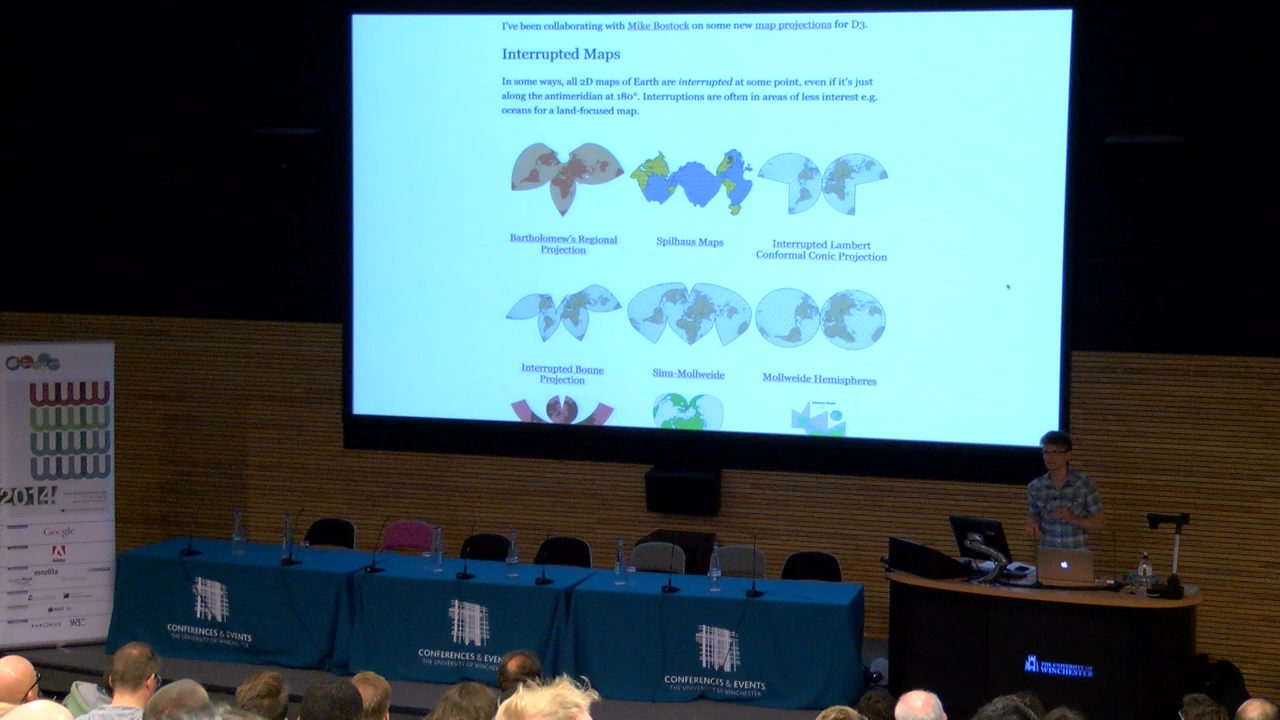 I've been collaborating with Mike Bostock on some new map projections for D3.
Interrupted Maps
In some ways, all 2D maps of Earth are interrupted at some point, even if it's just
along the antimeridian at 180°. Interruptions are often in areas of less interest e.g.
oceans for a land-focused map.
Bartholomew's Regional
Projection
Spilhaus Maps
Interrupted Lambert
Conformal Conic Projection
Interrupted Bonne
Projection
Sinu-Mollweide
Mollweide Hemispheres
2014
Google
Adobe
mozilla
W3C
CONFERENCES & EVENTS
THE UNIVERSITY OF WINCHESTER
CONFERENCES & EVEN
THE UNIVERSITY OF WINCHES
CONFERENCES & EVENTS
THE UNIVERSITY OF WINCHESTER
THE UNIVERSITY OF
WINCHESTER